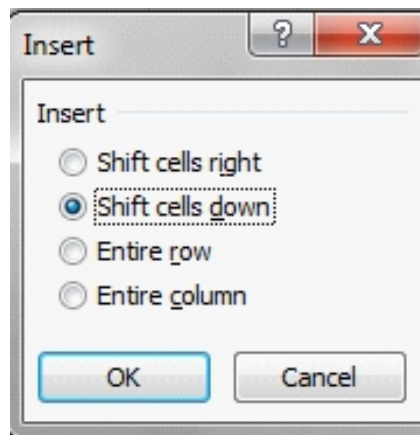 Insert
Insert
Shift cells right
Shift cells down
Entire row
Entire column
OK Cancel